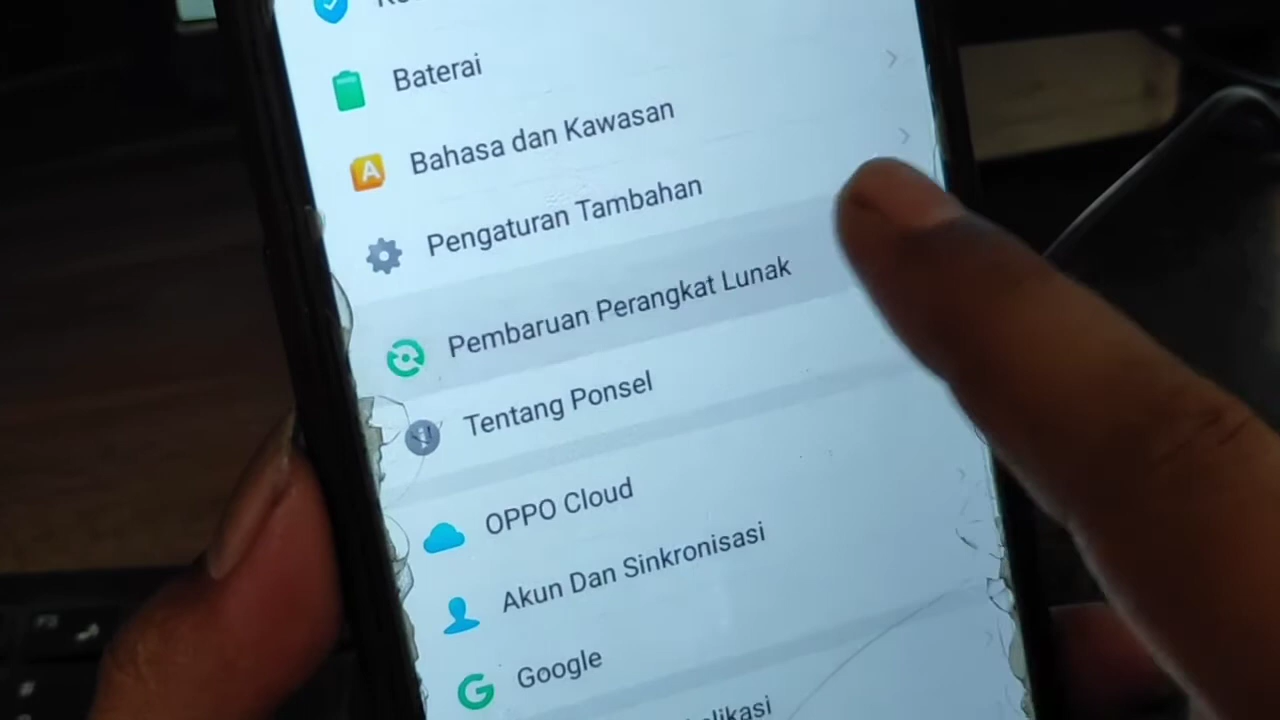 Baterai
Bahasa dan Kawasan
Pengaturan Tambahan
Pembaruan Perangkat Lunak
Tentang Ponsel
OPPO Cloud
Akun Dan Sinkronisasi
Google